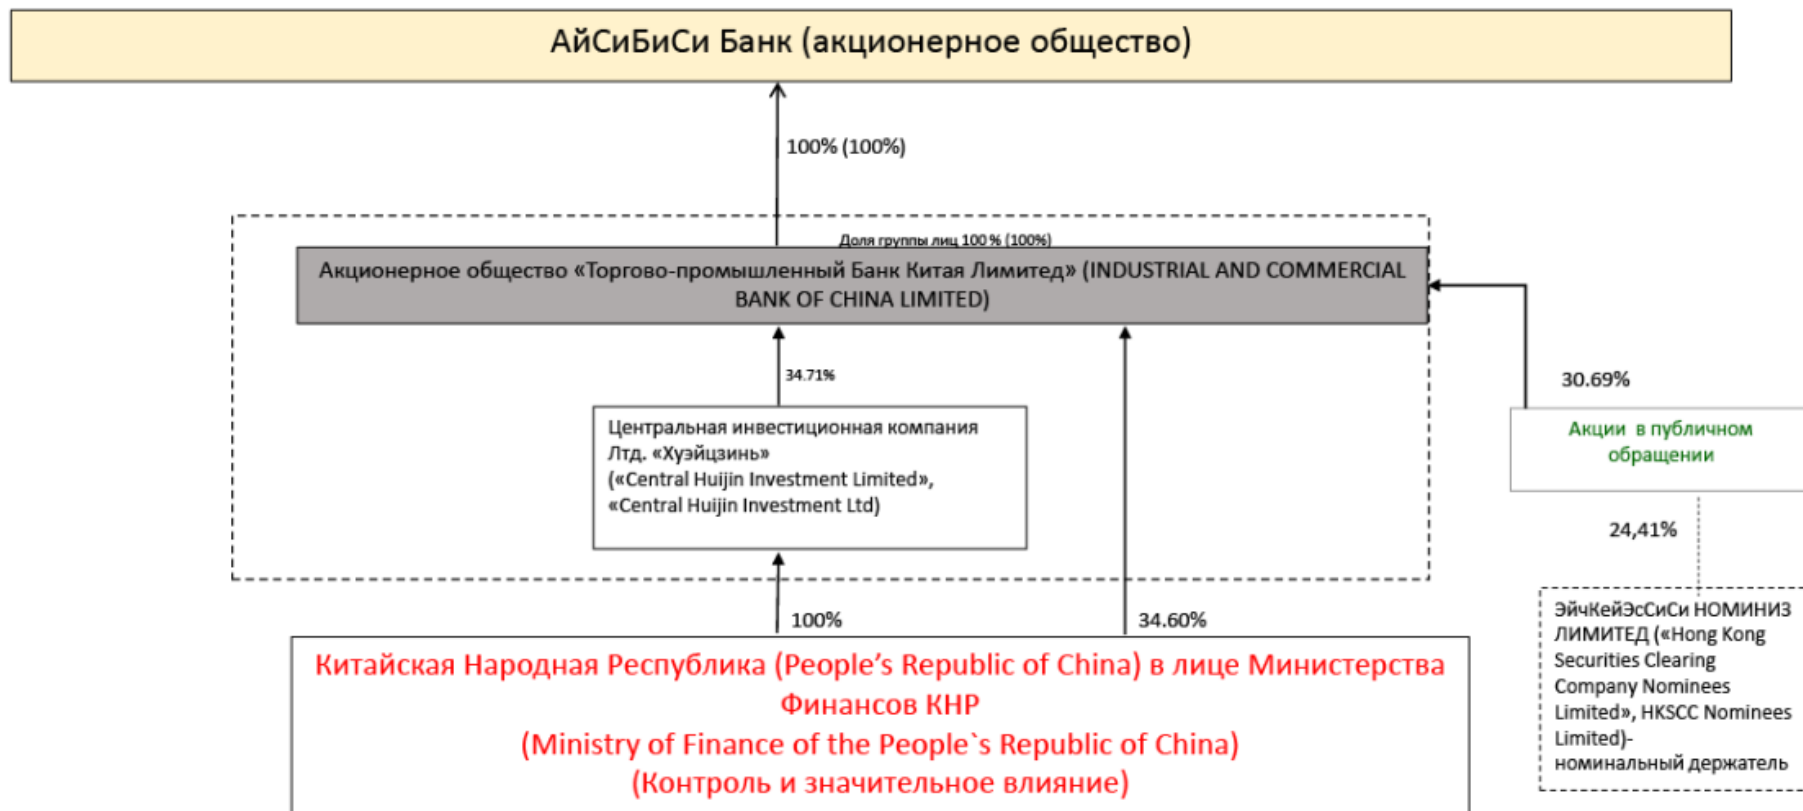 АйСиБиСи Банк (акционерное общество)
100% (100%)
Доля группы лиц 100 % (100%)
Акционерное общество «Торгово-промышленный Банк Китая Лимитед» (INDUSTRIAL AND COMMERCIAL
BANK OF CHINA LIMITED)
34.71%
30.69%
Центральная инвестиционная компания
Лтд. «Хуэйцзинь»
(«Central Huijin Investment Limited»,
«Central Huijin Investment Ltd)
Акции в публичном
обращении
24,41%
100%
34.60%
ЭйчКейЭсСиСи НОМИНИЗ
ЛИМИТЕД («Hong Kong
Securities Clearing
Company Nominees
Limited», HKSCC Nominees
Limited)-
номинальный держатель
Китайская Народная Республика (People’s Republic of China) в лице Министерства
Финансов КНР
(Ministry of Finance of the People`s Republic of China)
(Контроль и значительное влияние)